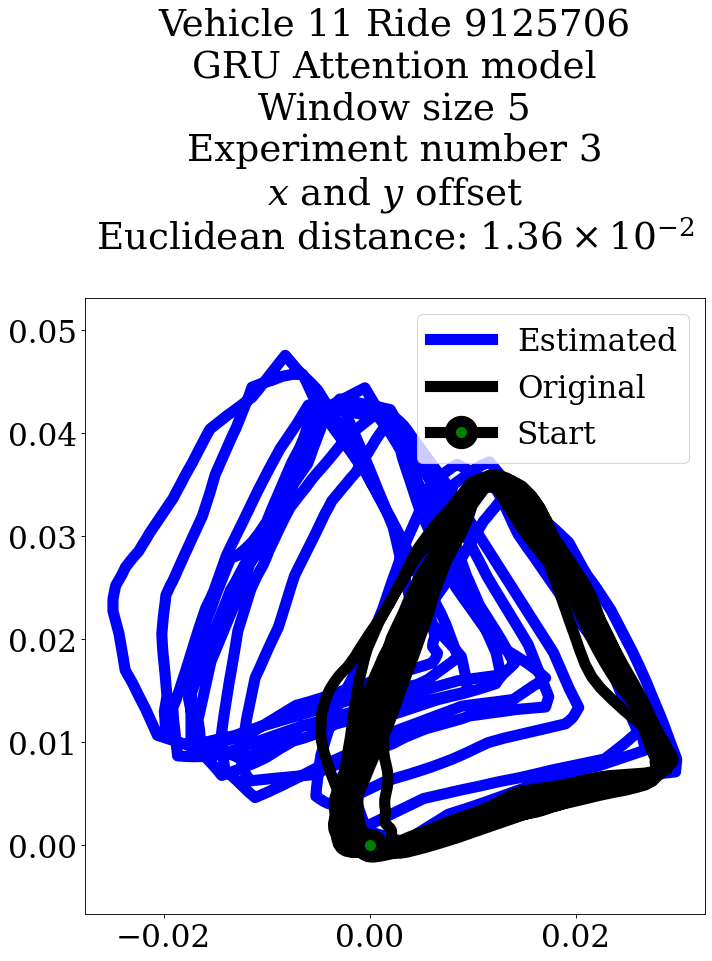 Vehicle 11 Ride 9125706
GRU Attention model
Window size 5
Experiment number 3
x and y offset
Euclidean distance: 1.36 × 10⁻²
Estimated
Original
Start
0.05
0.04
0.03
0.02
0.01
0.00
−0.02 0.00 0.02